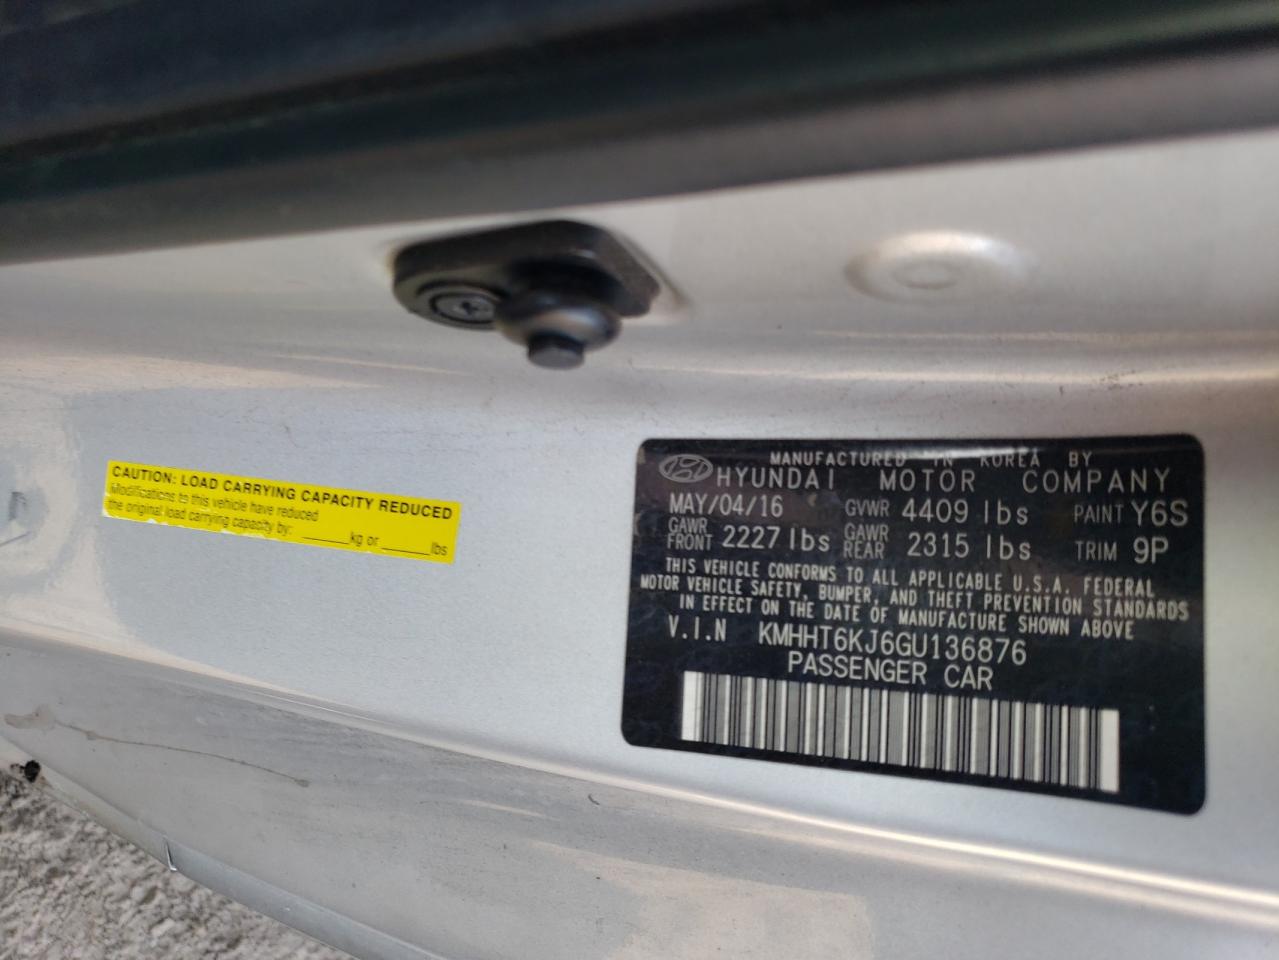 CAUTION: LOAD CARRYING CAPACITY REDUCED
Modifications to this vehicle have reduced
the original load carrying capacity by: ______kg or ______lbs
MANUFACTURED IN KOREA BY
HYUNDAI MOTOR COMPANY
MAY/04/16 GVWR 4409 lbs PAINT Y6S
GAWR FRONT 2227 lbs GAWR REAR 2315 lbs TRIM 9P
THIS VEHICLE CONFORMS TO ALL APPLICABLE U.S.A. FEDERAL
MOTOR VEHICLE SAFETY, BUMPER, AND THEFT PREVENTION STANDARDS
IN EFFECT ON THE DATE OF MANUFACTURE SHOWN ABOVE
V.I.N KMHHT6KJ6GU136876
PASSENGER CAR